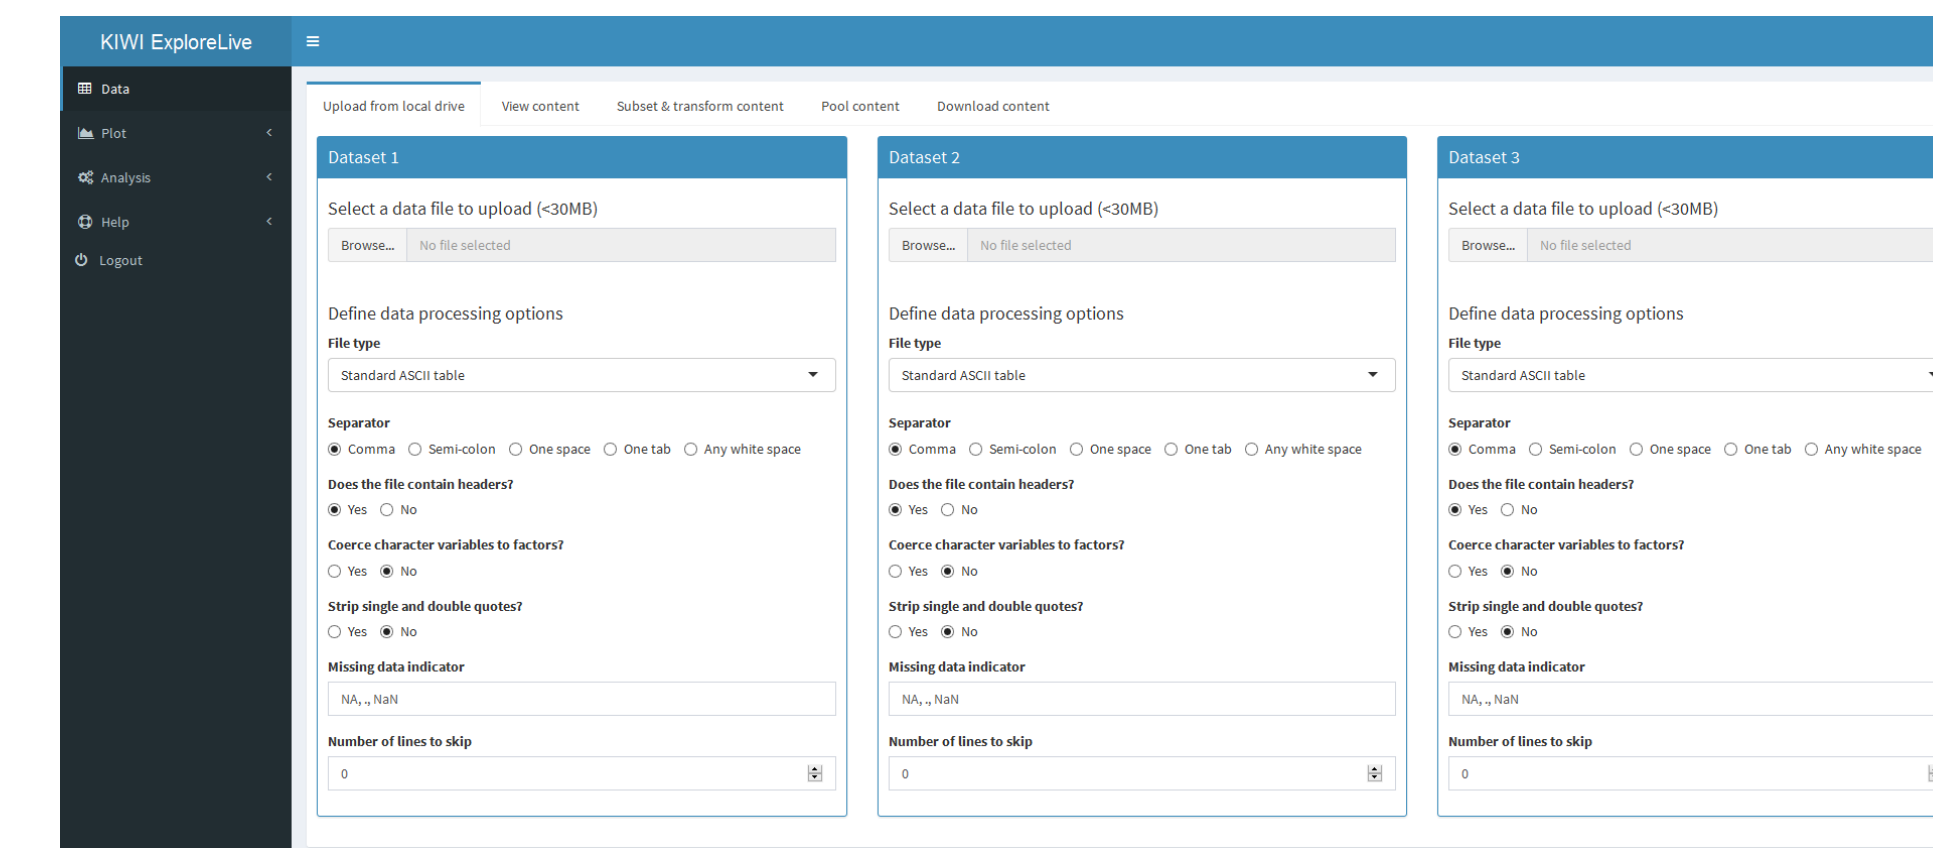 KIWI ExploreLive
Data
Plot
Analysis
Help
Logout
Upload from local drive View content Subset & transform content Pool content Download content
Dataset 1
Select a data file to upload (<30MB)
Browse... No file selected
Define data processing options
File type
Standard ASCII table
Separator
Comma Semi-colon One space One tab Any white space
Does the file contain headers?
Yes No
Coerce character variables to factors?
Yes No
Strip single and double quotes?
Yes No
Missing data indicator
NA, ., NaN
Number of lines to skip
0
Dataset 2
Select a data file to upload (<30MB)
Browse... No file selected
Define data processing options
File type
Standard ASCII table
Separator
Comma Semi-colon One space One tab Any white space
Does the file contain headers?
Yes No
Coerce character variables to factors?
Yes No
Strip single and double quotes?
Yes No
Missing data indicator
NA, ., NaN
Number of lines to skip
0
Dataset 3
Select a data file to upload (<30MB)
Browse... No file selected
Define data processing options
File type
Standard ASCII table
Separator
Comma Semi-colon One space One tab Any white space
Does the file contain headers?
Yes No
Coerce character variables to factors?
Yes No
Strip single and double quotes?
Yes No
Missing data indicator
NA, ., NaN
Number of lines to skip
0